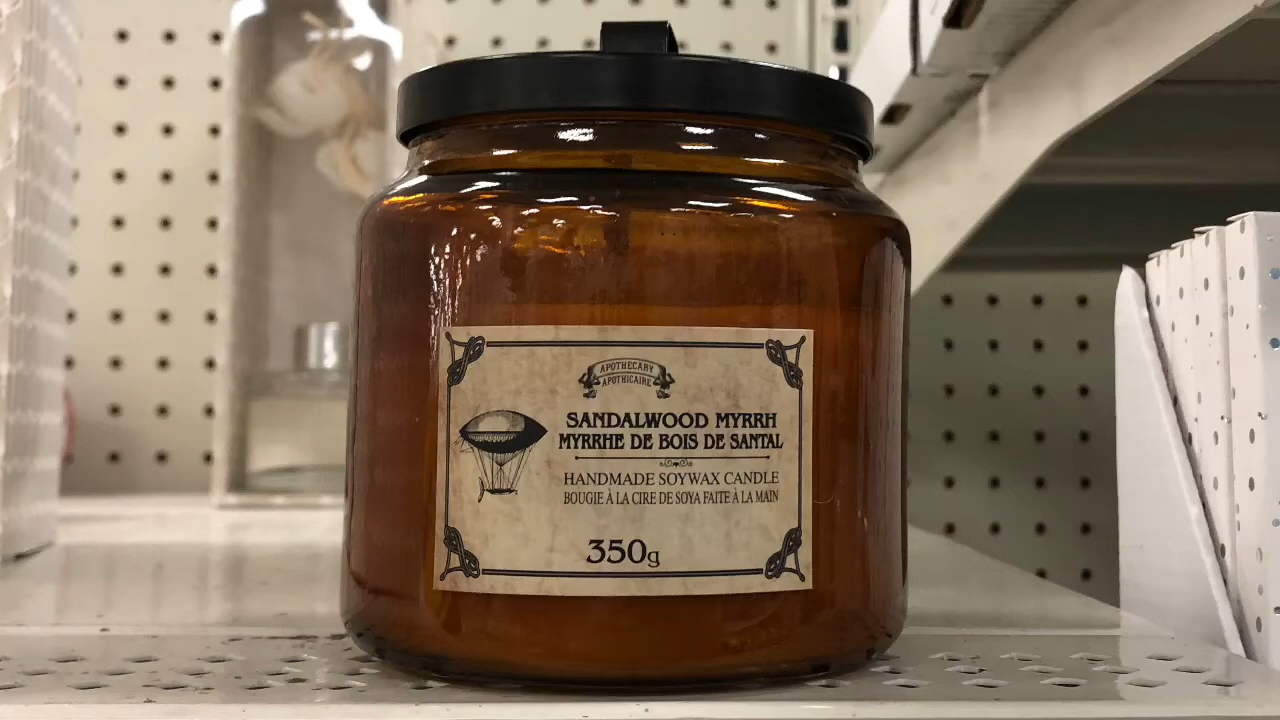 APOTHECARY
APOTHICAIRE
SANDALWOOD MYRRH
MYRRHE DE BOIS DE SANTAL
HANDMADE SOYWAX CANDLE
BOUGIE À LA CIRE DE SOYA FAITE À LA MAIN
350g